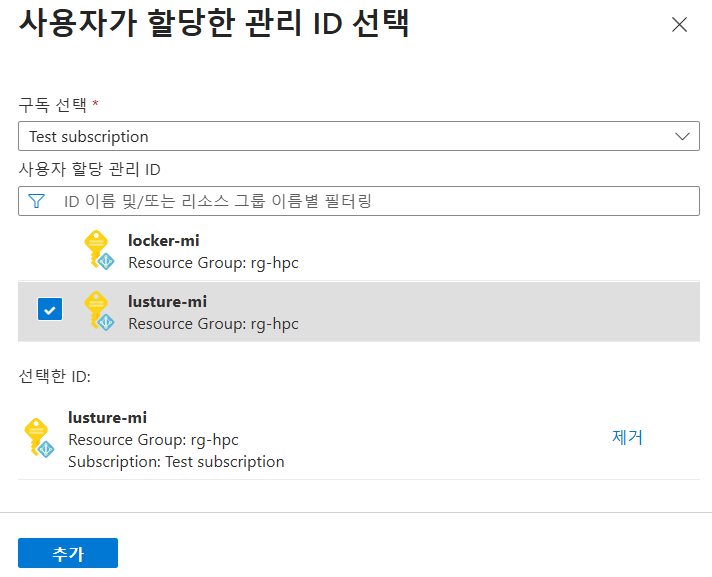 사용자가 할당한 관리 ID 선택
구독 선택 *
Test subscription
사용자 할당 관리 ID
ID 이름 및/또는 리소스 그룹 이름별 필터링
locker-mi
Resource Group: rg-hpc
lusture-mi
Resource Group: rg-hpc
선택한 ID:
lusture-mi
Resource Group: rg-hpc
제거
Subscription: Test subscription
추가